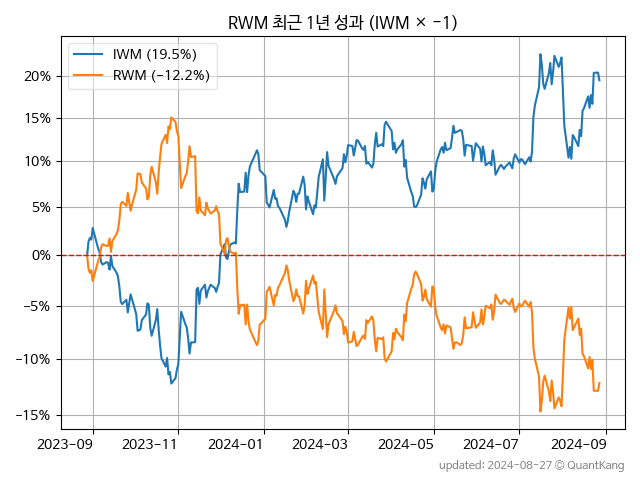 RWM 최근 1년 성과 (IWM × −1)
IWM (19.5%)
RWM (−12.2%)
20%
15%
10%
5%
0%
−5%
−10%
−15%
2023-09 2023-11 2024-01 2024-03 2024-05 2024-07 2024-09
updated: 2024-08-27 © QuantKang